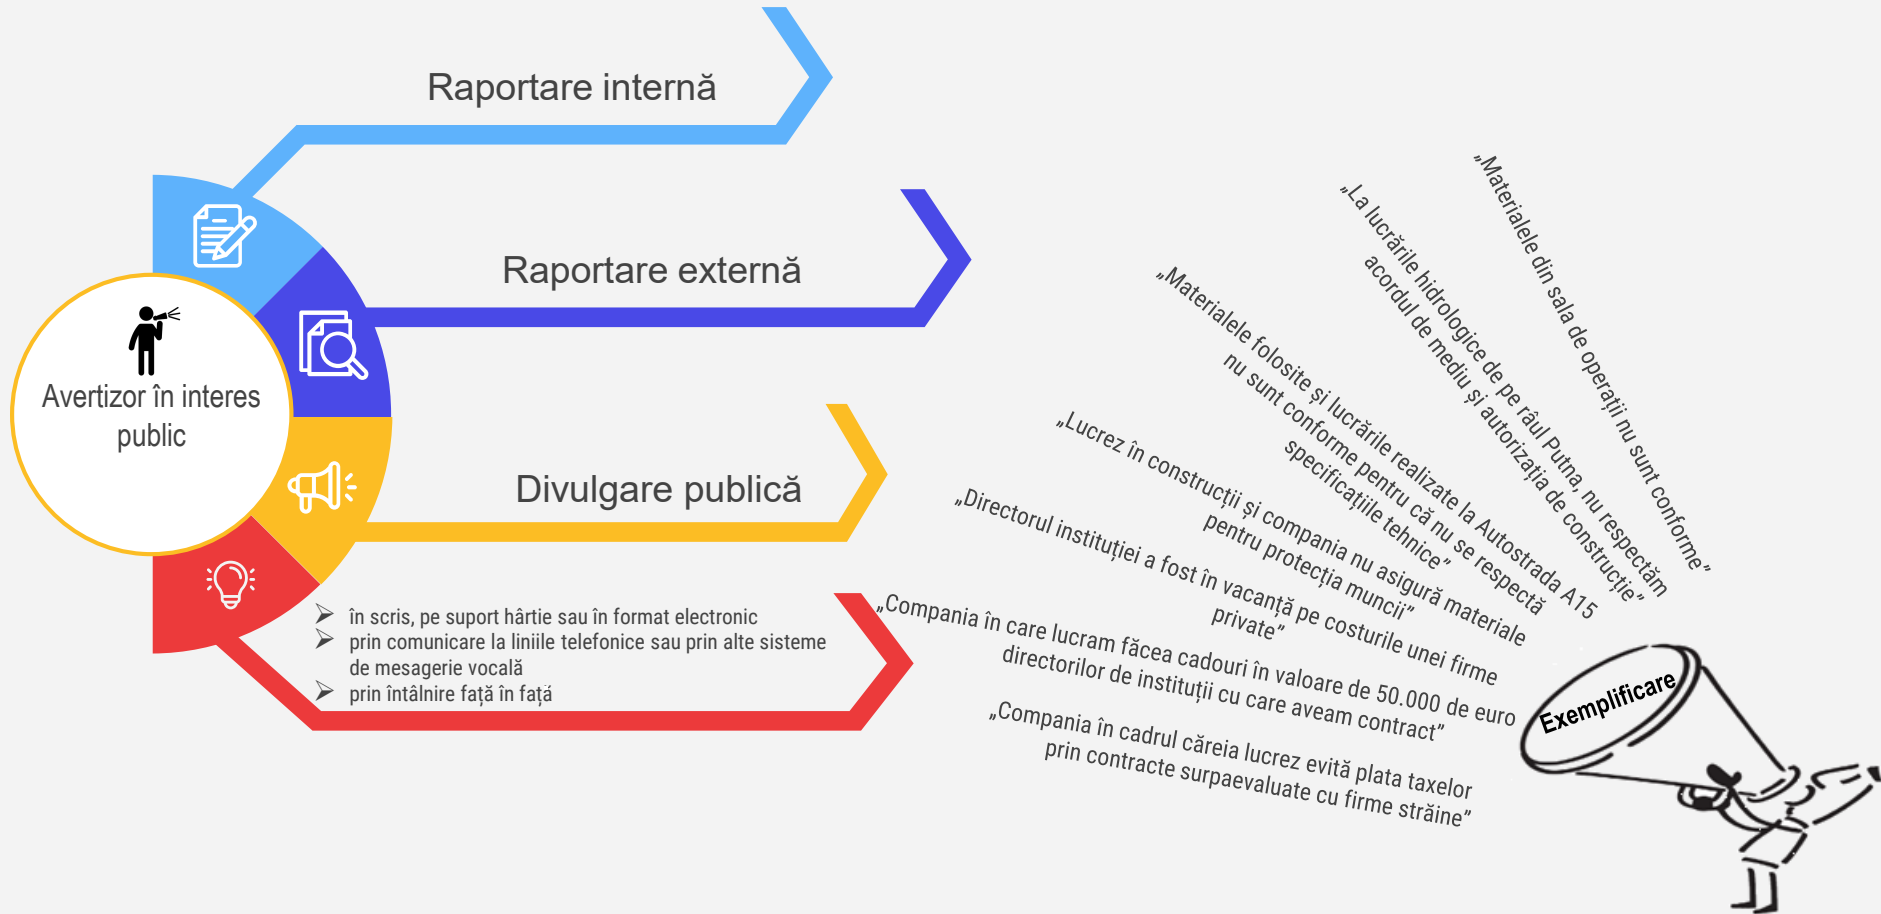 Raportare internă
Raportare externă
Avertizor în interes
public
Divulgare publică
în scris, pe suport hârtie sau în format electronic
prin comunicare la liniile telefonice sau prin alte sisteme
de mesagerie vocală
prin întâlnire față în față
„Materialele din sala de operații nu sunt conforme”
„La lucrările hidrologice de pe râul Putna, nu respectăm
acordul de mediu și autorizația de construcție”
„Materialele folosite și lucrările realizate la Autostrada A15
nu sunt conforme pentru că nu se respectă
specificațiile tehnice”
„Lucrez în construcții și compania nu asigură materiale
pentru protecția muncii”
„Directorul instituției a fost în vacanță pe costurile unei firme
private”
„Compania în care lucram făcea cadouri în valoare de 50.000 de euro
directorilor de instituții cu care aveam contract”
„Compania în cadrul căreia lucrez evită plata taxelor
prin contracte surpaevaluate cu firme străine”
Exemplificare